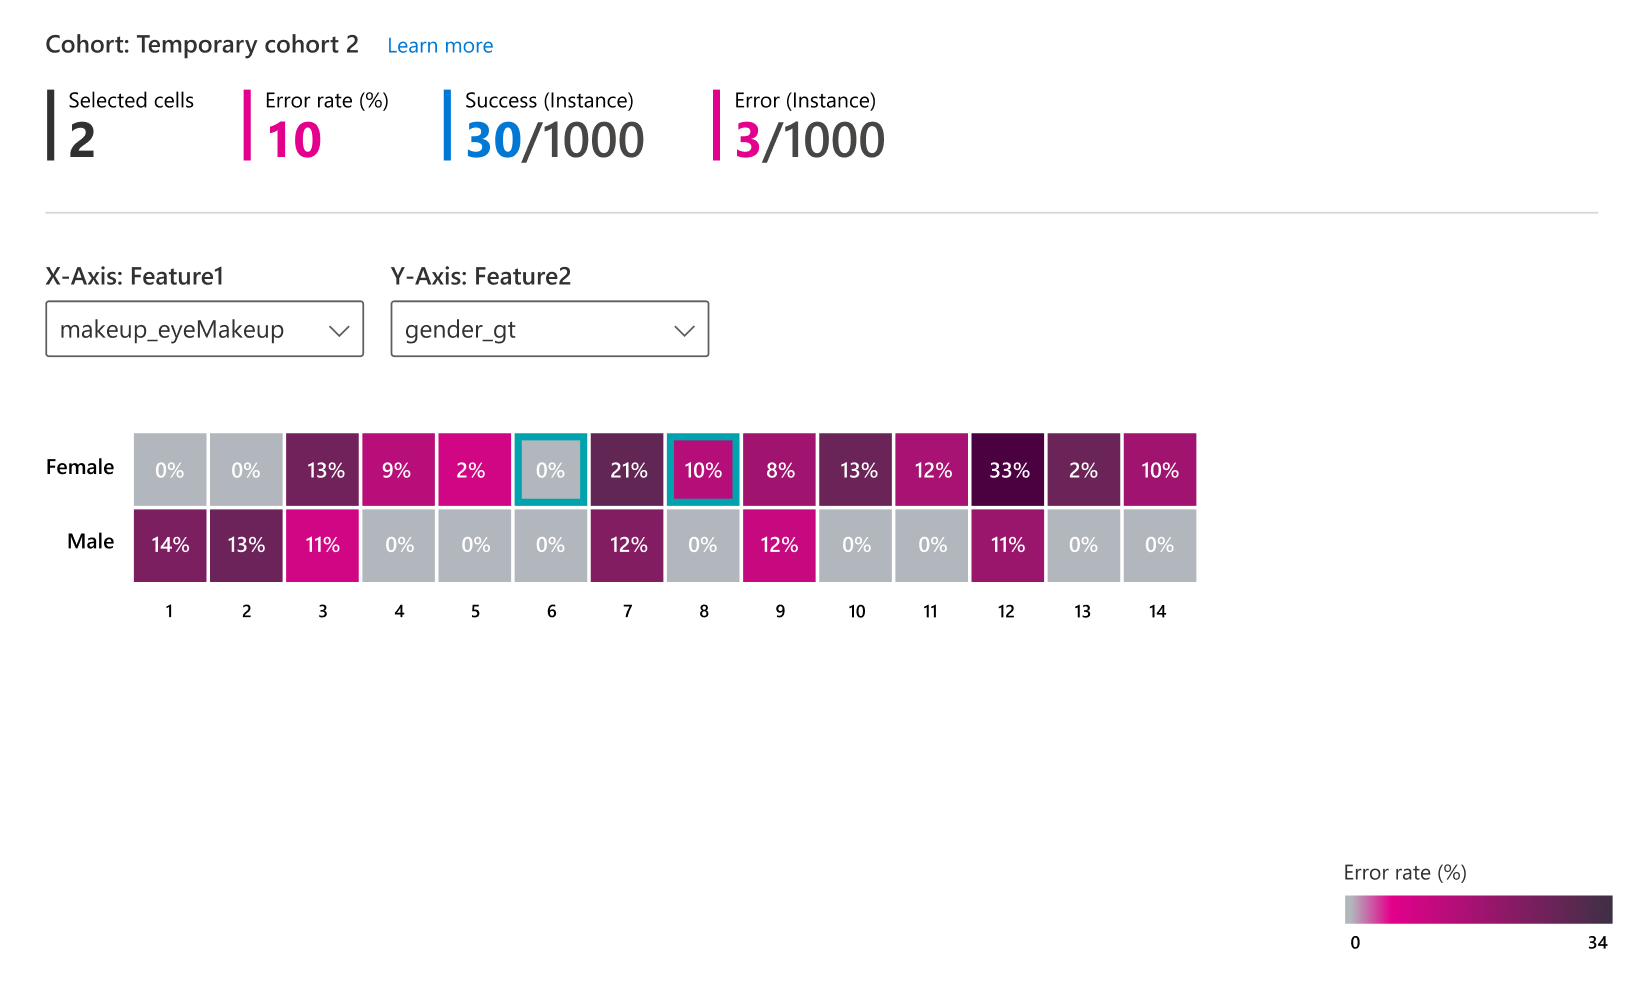 Cohort: Temporary cohort 2 Learn more
Selected cells Error rate (%) Success (Instance) Error (Instance)
2 10 30/1000 3/1000
X-Axis: Feature1 Y-Axis: Feature2
makeup_eyeMakeup gender_gt
Female 0% 0% 13% 9% 2% 0% 21% 10% 8% 13% 12% 33% 2% 10%
Male 14% 13% 11% 0% 0% 0% 12% 0% 12% 0% 0% 11% 0% 0%
1 2 3 4 5 6 7 8 9 10 11 12 13 14
Error rate (%)
0 34